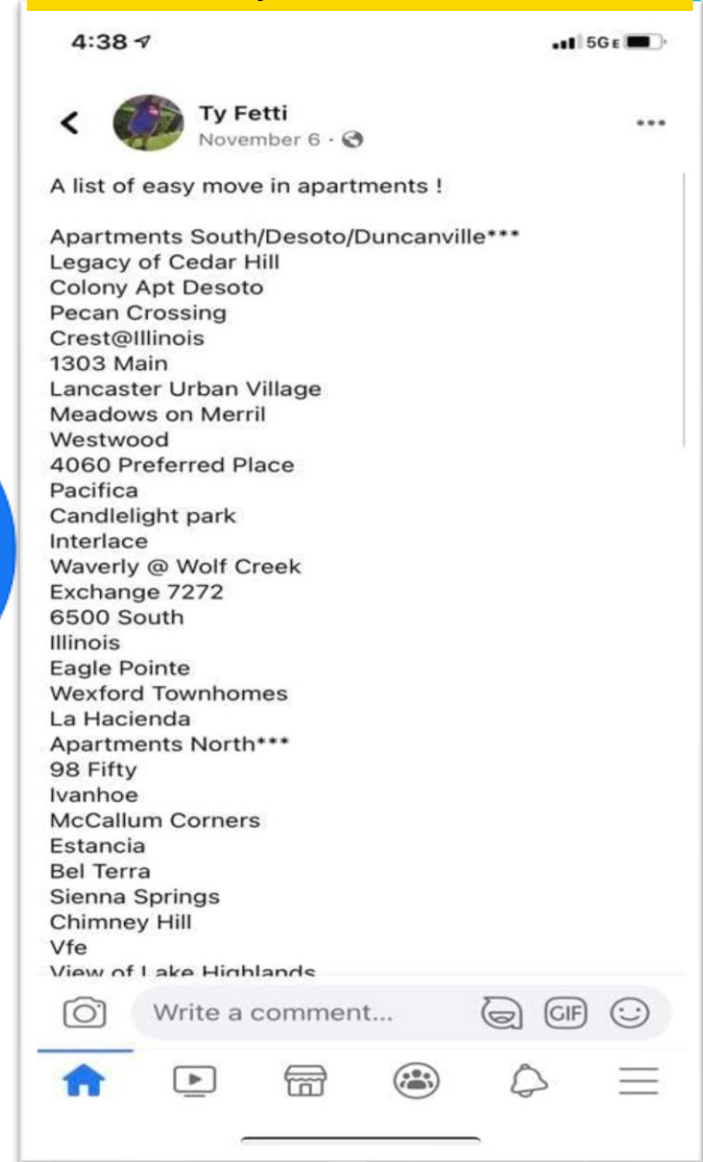 4:38
5GE
Ty Fetti
November 6 ·
A list of easy move in apartments !
Apartments South/Desoto/Duncanville***
Legacy of Cedar Hill
Colony Apt Desoto
Pecan Crossing
Crest@Illinois
1303 Main
Lancaster Urban Village
Meadows on Merril
Westwood
4060 Preferred Place
Pacifica
Candlelight park
Interlace
Waverly @ Wolf Creek
Exchange 7272
6500 South
Illinois
Eagle Pointe
Wexford Townhomes
La Hacienda
Apartments North***
98 Fifty
Ivanhoe
McCallum Corners
Estancia
Bel Terra
Sienna Springs
Chimney Hill
Vfe
View of Lake Highlands
Write a comment...
GIF